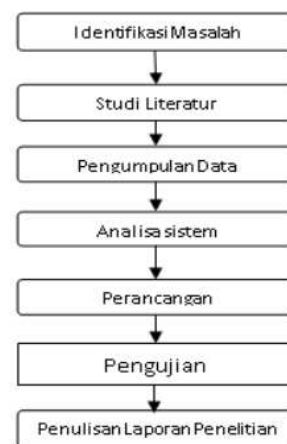 Identifikasi Masalah
Studi Literatur
Pengumpulan Data
Analisa sistem
Perancangan
Pengujian
Penulisan Laporan Penelitian